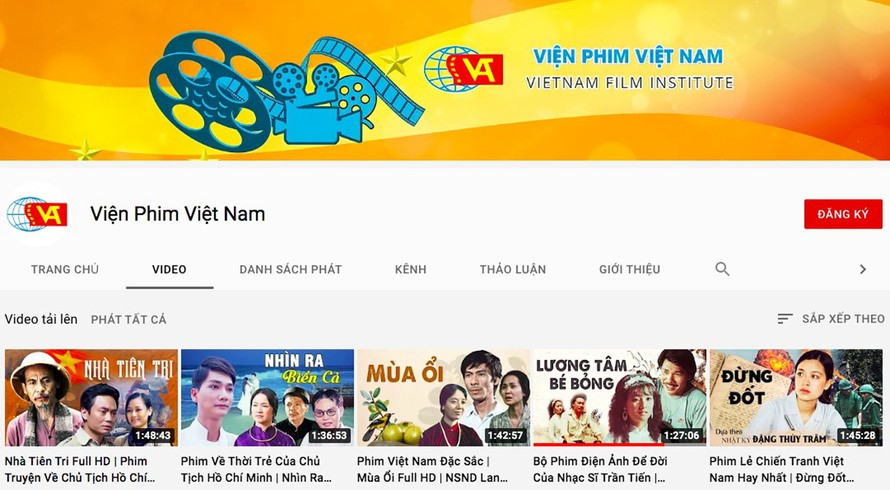 VIỆN PHIM VIỆT NAM
VIETNAM FILM INSTITUTE
Viện Phim Việt Nam
ĐĂNG KÝ
TRANG CHỦ VIDEO DANH SÁCH PHÁT KÊNH THẢO LUẬN GIỚI THIỆU
Video tải lên PHÁT TẤT CẢ SẮP XẾP THEO
NHÀ TIÊN TRI
1:48:43
NHÌN RA
Biển Cả
1:36:53
MÙA ỔI
1:42:57
LƯƠNG TÂM
BÉ BỎNG
1:27:06
ĐỪNG
ĐỐT
Dựa theo
NHẬT KÝ ĐẶNG THÙY TRÂM
1:45:28
Nhà Tiên Tri Full HD | Phim
Truyện Về Chủ Tịch Hồ Chí...
Phim Về Thời Trẻ Của Chủ
Tịch Hồ Chí Minh | Nhìn Ra...
Phim Việt Nam Đặc Sắc |
Mùa Ổi Full HD | NSND Lan...
Bộ Phim Điện Ảnh Để Đời
Của Nhạc Sĩ Trần Tiến |...
Phim Lẻ Chiến Tranh Việt
Nam Hay Nhất | Đừng Đốt...